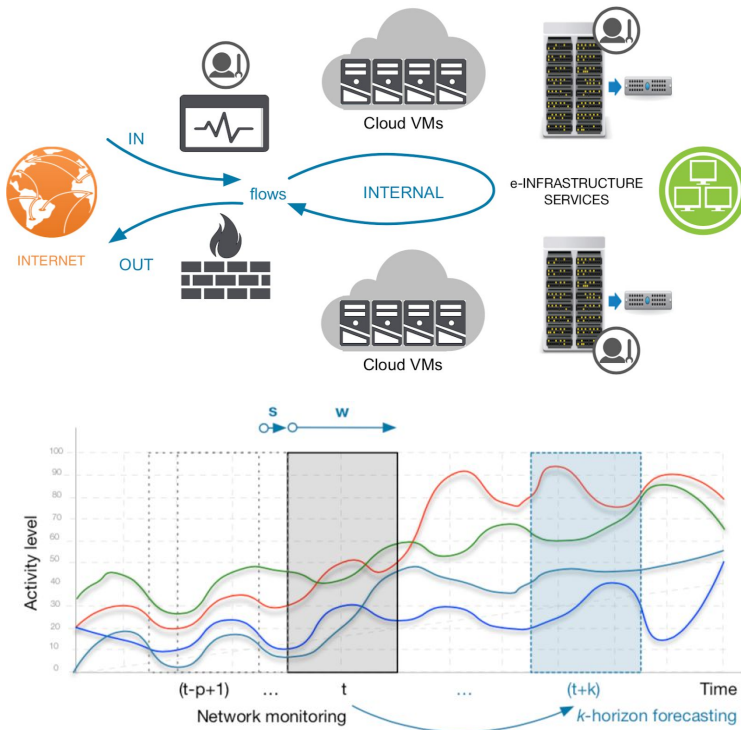 Cloud VMs
IN
flows
INTERNAL
e-INFRASTRUCTURE
SERVICES
INTERNET
OUT
Cloud VMs
s
w
100
90
80
70
60
50
40
30
20
10
0
Activity level
(t-p+1)
...
t
...
(t+k)
Time
Network monitoring
k-horizon forecasting